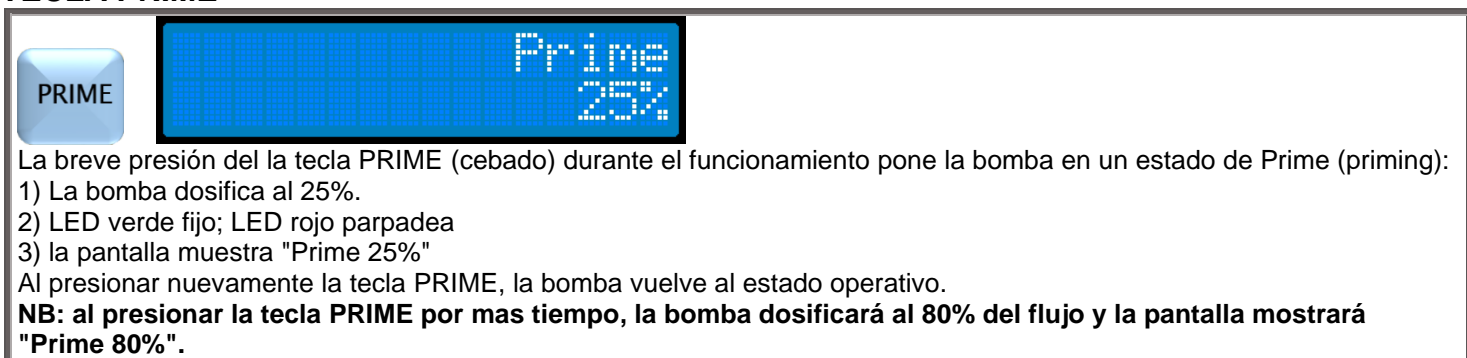 PRIME
Prime
25%
La breve presión del la tecla PRIME (cebado) durante el funcionamiento pone la bomba en un estado de Prime (priming):
1) La bomba dosifica al 25%.
2) LED verde fijo; LED rojo parpadea
3) la pantalla muestra "Prime 25%"
Al presionar nuevamente la tecla PRIME, la bomba vuelve al estado operativo.
NB: al presionar la tecla PRIME por mas tiempo, la bomba dosificará al 80% del flujo y la pantalla mostrará
"Prime 80%".